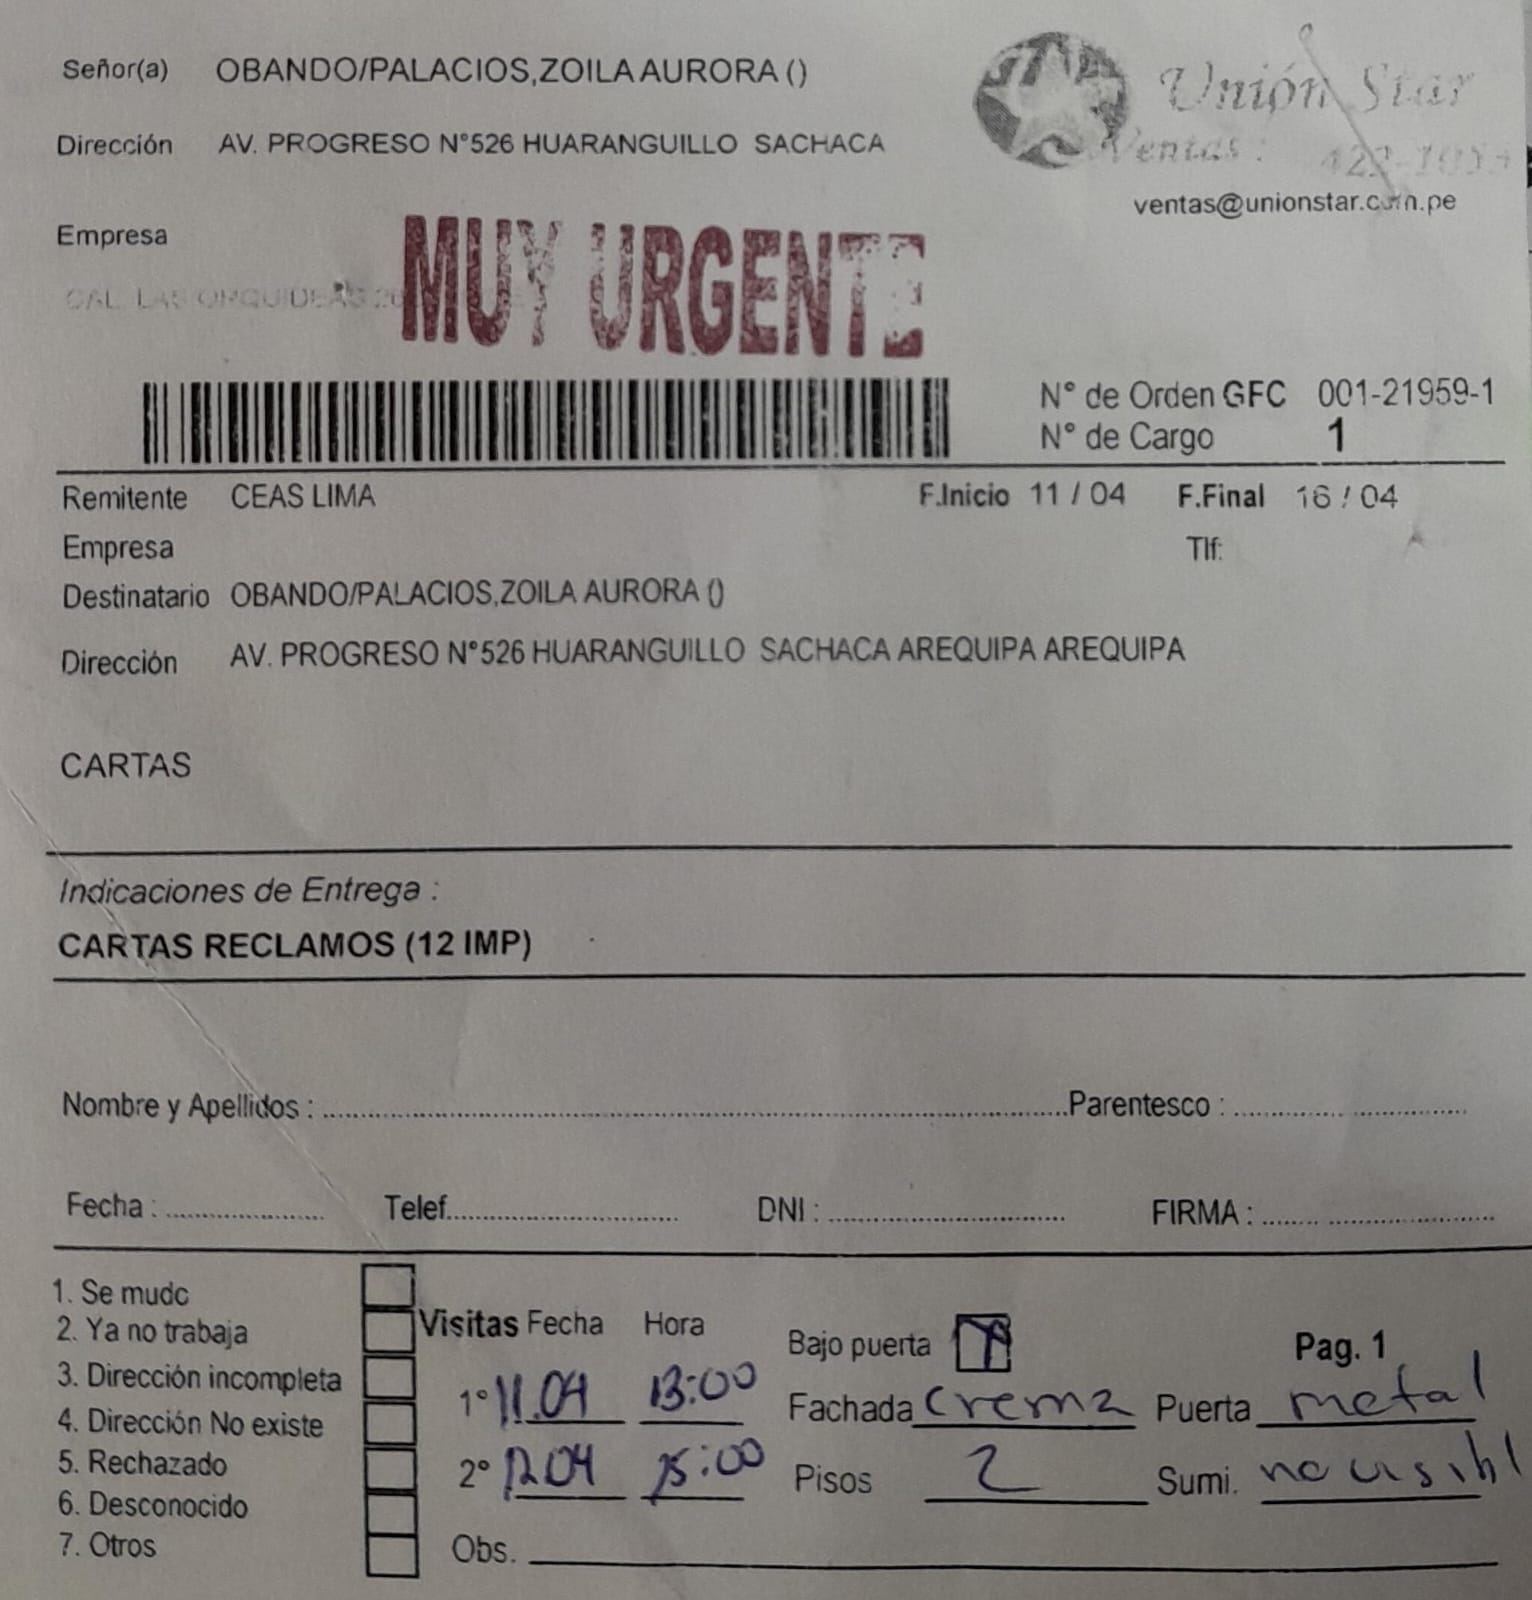 Señor(a) OBANDO/PALACIOS,ZOILA AURORA ()
Unión Star
Dirección AV. PROGRESO N°526 HUARANGUILLO SACHACA
Ventas :
ventas@unionstar.com.pe
Empresa
MUY URGENTE
CAL. LAS ORQUIDEAS
N° de Orden GFC 001-21959-1
N° de Cargo 1
Remitente CEAS LIMA F.Inicio 11 / 04 F.Final 16 / 04
Empresa Tlf:
Destinatario OBANDO/PALACIOS,ZOILA AURORA ()
Dirección AV. PROGRESO N°526 HUARANGUILLO SACHACA AREQUIPA AREQUIPA
CARTAS
Indicaciones de Entrega :
CARTAS RECLAMOS (12 IMP)
Nombre y Apellidos : Parentesco :
Fecha : Telef. DNI : FIRMA :
1. Se mudo
2. Ya no trabaja
3. Dirección incompleta
4. Dirección No existe
5. Rechazado
6. Desconocido
7. Otros
Visitas Fecha Hora
1° 11.04 13:00
2° 12.04 15:00
Obs.
Bajo puerta Pag. 1
Fachada crema Puerta metal
Pisos 2 Sumi. no visibl